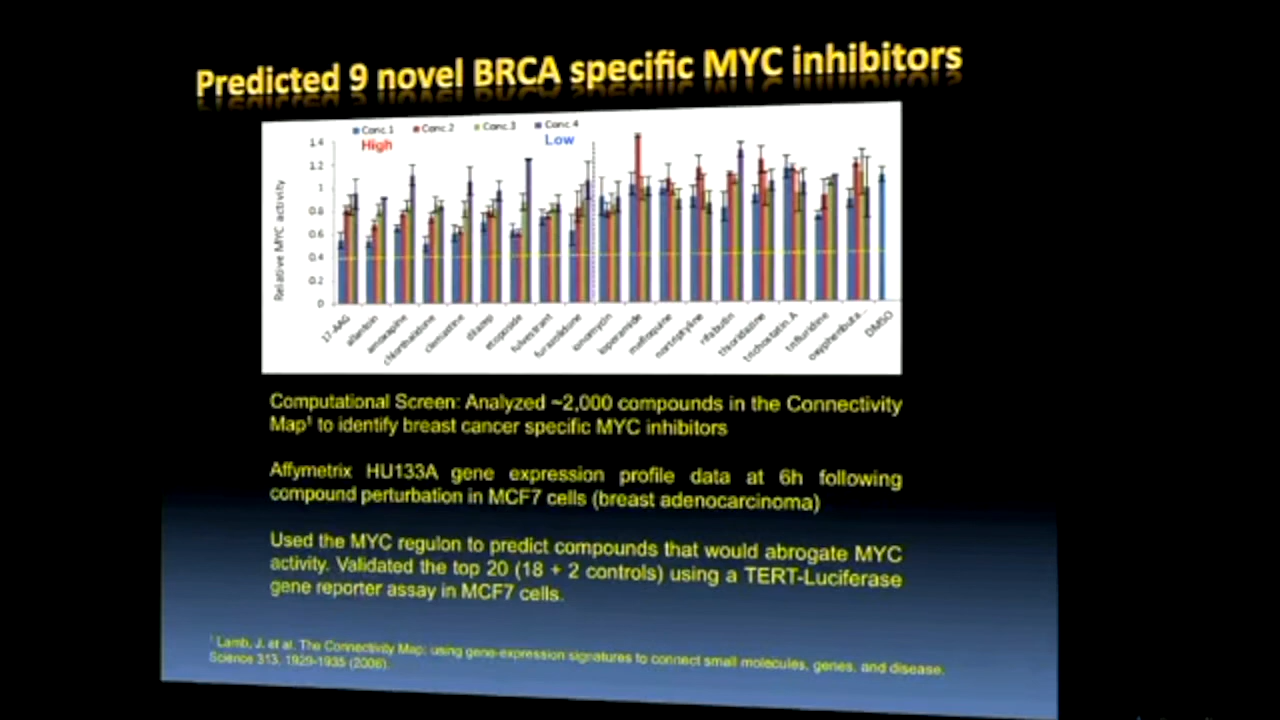 Predicted 9 novel BRCA specific MYC inhibitors
Conc.1 Conc.2 Conc.3 Conc.4
High Low
Relative MYC activity
1.4
1.2
1
0.8
0.6
0.4
0.2
0
17-AAG allantoin amoxapine chlorthalidone clemastine dilazep etoposide fulvestrant furazolidone ionomycin loperamide mefloquine nortriptyline rifabutin thioridazine trichostatin A trifluridine oxyphenbuta... DMSO
Computational Screen: Analyzed ~2,000 compounds in the Connectivity
Map¹ to identify breast cancer specific MYC inhibitors
Affymetrix HU133A gene expression profile data at 6h following
compound perturbation in MCF7 cells (breast adenocarcinoma)
Used the MYC regulon to predict compounds that would abrogate MYC
activity. Validated the top 20 (18 + 2 controls) using a TERT-Luciferase
gene reporter assay in MCF7 cells.
¹ Lamb, J. et al. The Connectivity Map: using gene-expression signatures to connect small molecules, genes, and disease.
Science 313, 1929-1935 (2006).